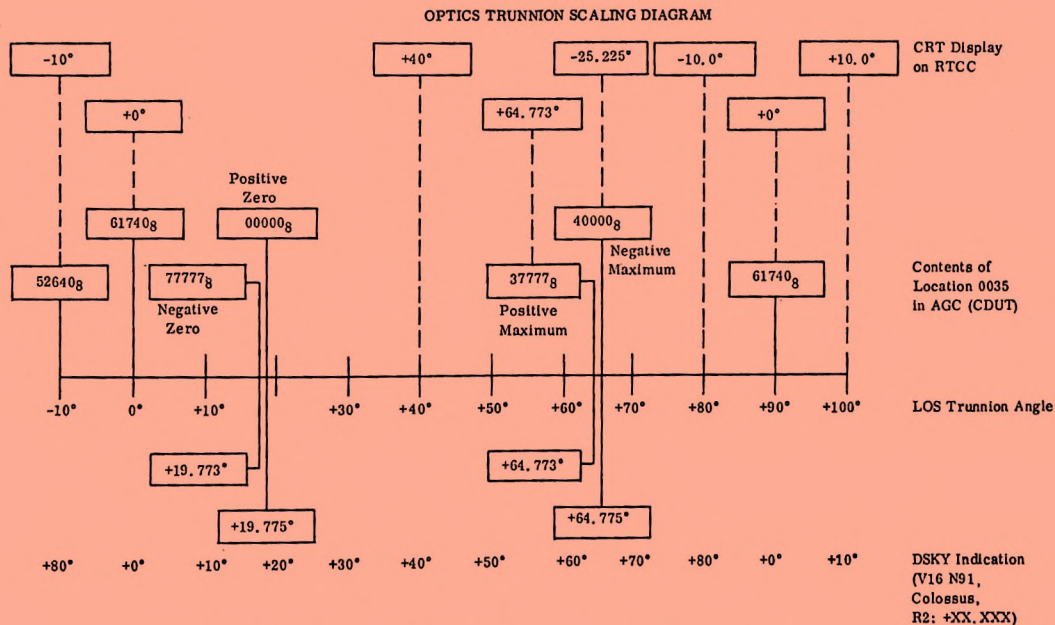 OPTICS TRUNNION SCALING DIAGRAM
-10°
+40°
-25.225°
-10.0°
+10.0°
CRT Display
on RTCC
+0°
+64.773°
+0°
Positive
Zero
61740₈
00000₈
40000₈
Negative
Maximum
52640₈
77777₈
37777₈
61740₈
Contents of
Location 0035
in AGC (CDUT)
Negative
Zero
Positive
Maximum
-10° 0° +10° +30° +40° +50° +60° +70° +80° +90° +100°
LOS Trunnion Angle
+19.773°
+64.773°
+19.775°
+64.775°
+80° +0° +10° +20° +30° +40° +50° +60° +70° +80° +0° +10°
DSKY Indication
(V16 N91,
Colossus,
R2: +XX.XXX)